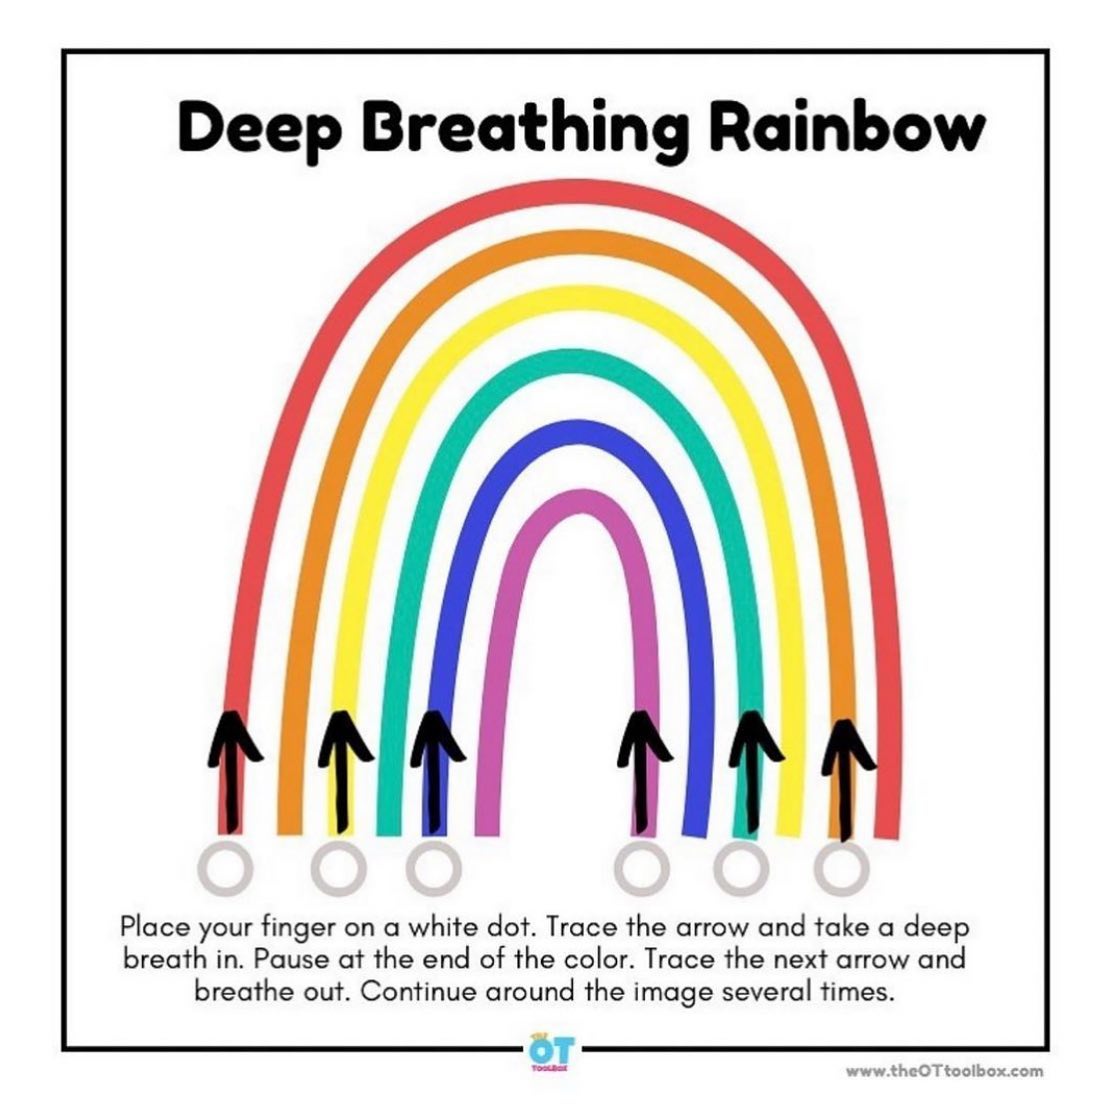 Deep Breathing Rainbow
Place your finger on a white dot. Trace the arrow and take a deep
breath in. Pause at the end of the color. Trace the next arrow and
breathe out. Continue around the image several times.
THE
OT
TOOLBOX
www.theOTtoolbox.com